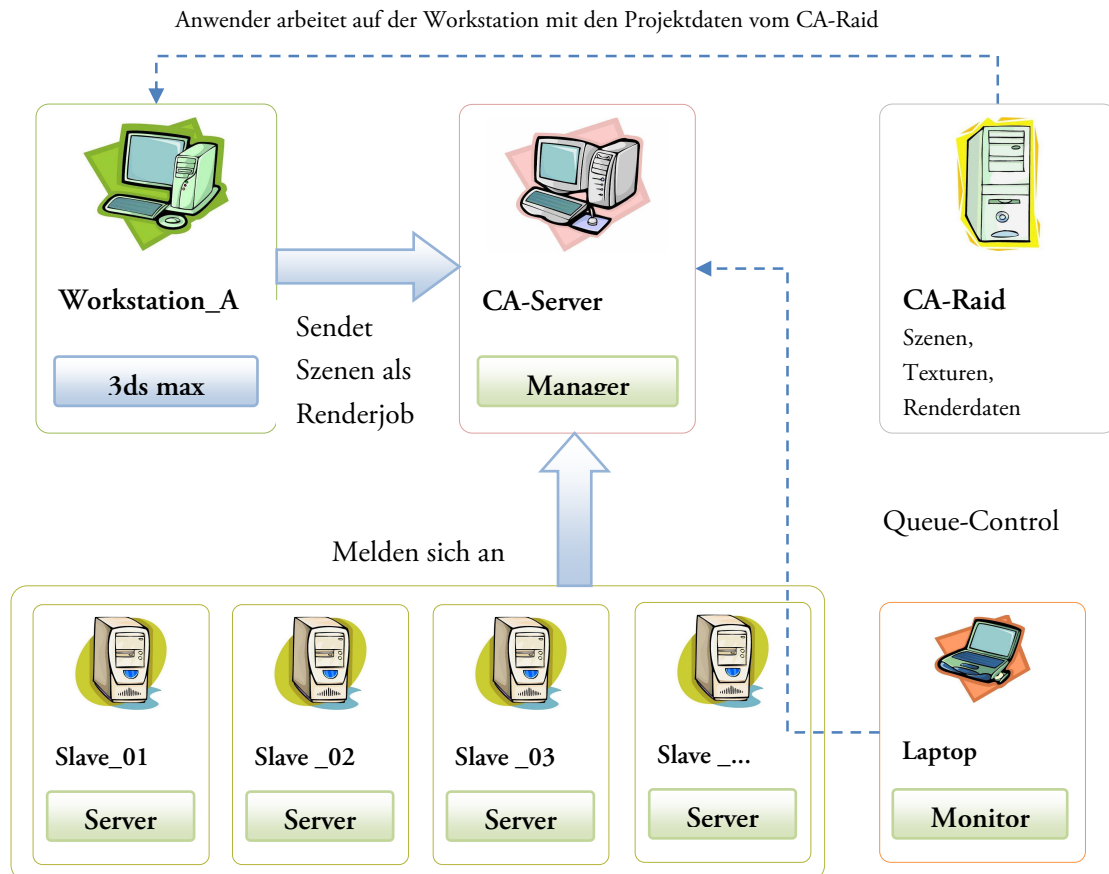 Anwender arbeitet auf der Workstation mit den Projektdaten vom CA-Raid
Workstation_A
3ds max
Sendet
Szenen als
Renderjob
CA-Server
Manager
CA-Raid
Szenen,
Texturen,
Renderdaten
Queue-Control
Melden sich an
Slave_01
Server
Slave _02
Server
Slave _03
Server
Slave _...
Server
Laptop
Monitor